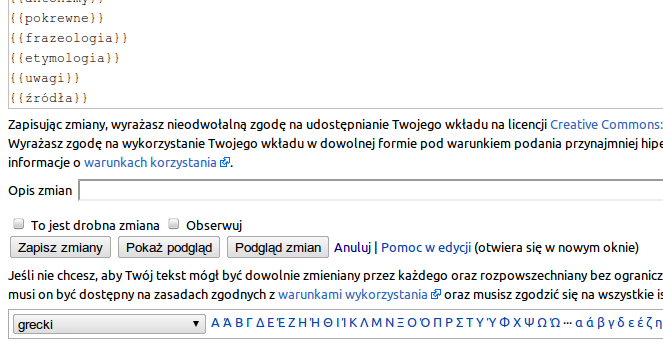 {{antonimy}}
{{pokrewne}}
{{frazeologia}}
{{etymologia}}
{{uwagi}}
{{źródła}}
Zapisując zmiany, wyrażasz nieodwołalną zgodę na udostępnianie Twojego wkładu na licencji Creative Commons:
Wyrażasz zgodę na wykorzystanie Twojego wkładu w dowolnej formie pod warunkiem podania przynajmniej hipe
informacje o warunkach korzystania.
Opis zmian
To jest drobna zmiana Obserwuj
Zapisz zmiany Pokaż podgląd Podgląd zmian Anuluj | Pomoc w edycji (otwiera się w nowym oknie)
Jeśli nie chcesz, aby Twój tekst mógł być dowolnie zmieniany przez każdego oraz rozpowszechniany bez ogranicz
musi on być dostępny na zasadach zgodnych z warunkami wykorzystania oraz musisz zgodzić się na wszystkie is
grecki Α Ά Β Γ Δ Ε Έ Ζ Η Ή Θ Ι Ί Κ Λ Μ Ν Ξ Ο Ό Π Ρ Σ Τ Υ Ύ Φ Χ Ψ Ω Ώ ··· α ά β γ δ ε έ ζ η